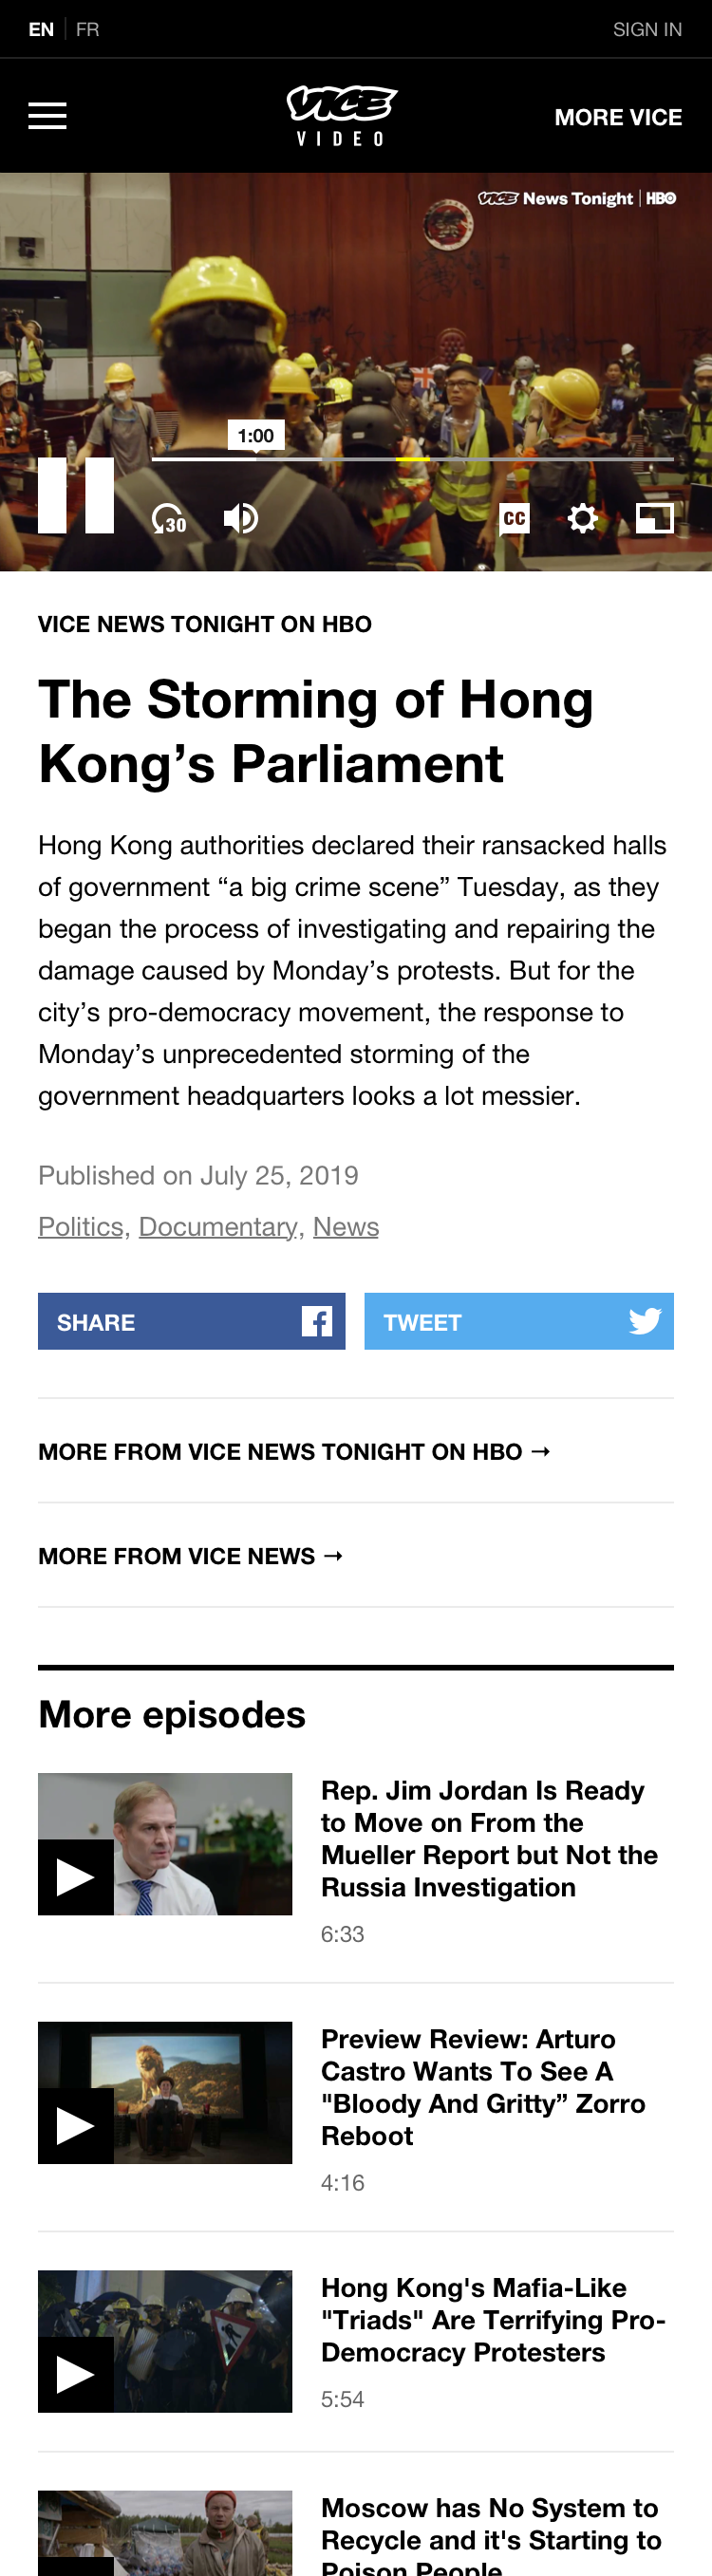 EN FR SIGN IN
VICE
VIDEO
MORE VICE
VICE News Tonight HBO
1:00
30
CC
VICE NEWS TONIGHT ON HBO
The Storming of Hong
Kong’s Parliament
Hong Kong authorities declared their ransacked halls
of government “a big crime scene” Tuesday, as they
began the process of investigating and repairing the
damage caused by Monday’s protests. But for the
city’s pro-democracy movement, the response to
Monday’s unprecedented storming of the
government headquarters looks a lot messier.
Published on July 25, 2019
Politics, Documentary, News
SHARE
TWEET
MORE FROM VICE NEWS TONIGHT ON HBO →
MORE FROM VICE NEWS →
More episodes
Rep. Jim Jordan Is Ready
to Move on From the
Mueller Report but Not the
Russia Investigation
6:33
Preview Review: Arturo
Castro Wants To See A
"Bloody And Gritty” Zorro
Reboot
4:16
Hong Kong's Mafia-Like
"Triads" Are Terrifying Pro-
Democracy Protesters
5:54
Moscow has No System to
Recycle and it's Starting to
Poison People